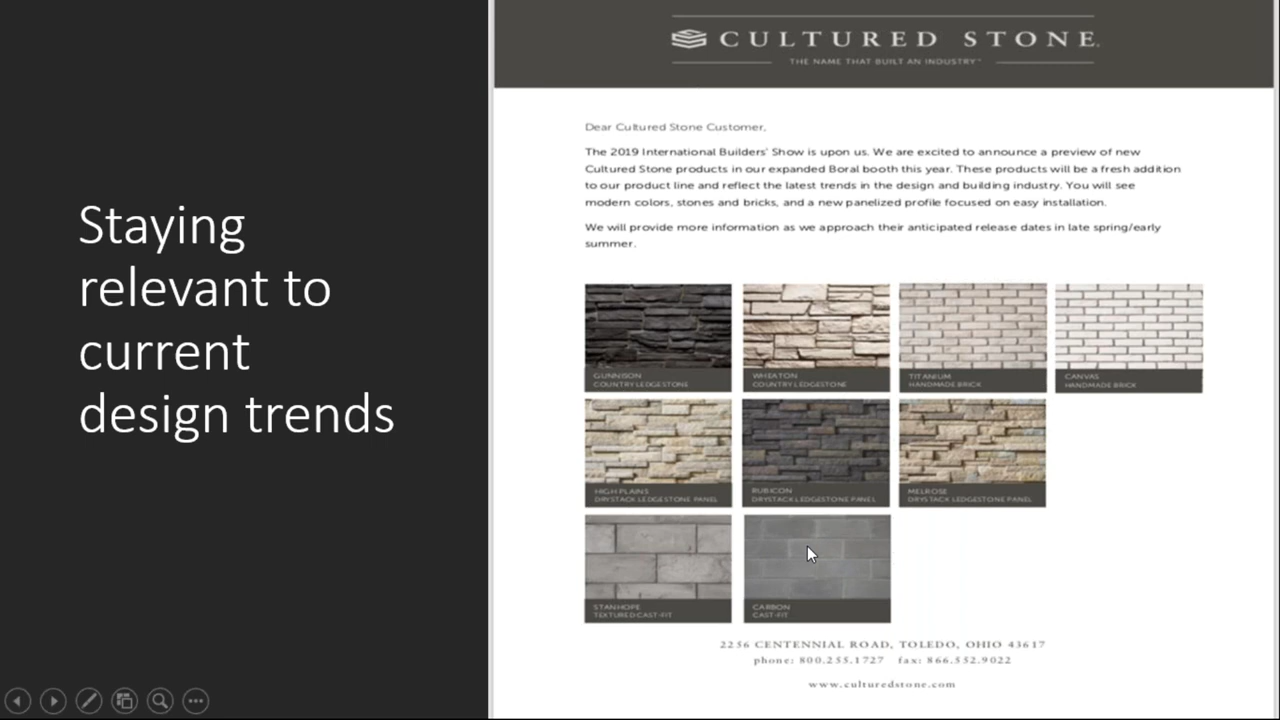 Staying
relevant to
current
design trends
CULTURED STONE®
THE NAME THAT BUILT AN INDUSTRY™
Dear Cultured Stone Customer,
The 2019 International Builders' Show is upon us. We are excited to announce a preview of new
Cultured Stone products in our expanded Boral booth this year. These products will be a fresh addition
to our product line and reflect the latest trends in the design and building industry. You will see
modern colors, stones and bricks, and a new panelized profile focused on easy installation.
We will provide more information as we approach their anticipated release dates in late spring/early
summer.
GUNNISON
COUNTRY LEDGESTONE
WHEATON
COUNTRY LEDGESTONE
TITANIUM
HANDMADE BRICK
CANVAS
HANDMADE BRICK
HIGH PLAINS
DRYSTACK LEDGESTONE PANEL
RUBICON
DRYSTACK LEDGESTONE PANEL
MELROSE
DRYSTACK LEDGESTONE PANEL
STANHOPE
TEXTURED CAST-FIT
CARBON
CAST-FIT
2256 CENTENNIAL ROAD, TOLEDO, OHIO 43617
phone: 800.255.1727 fax: 866.552.9022
www.culturedstone.com